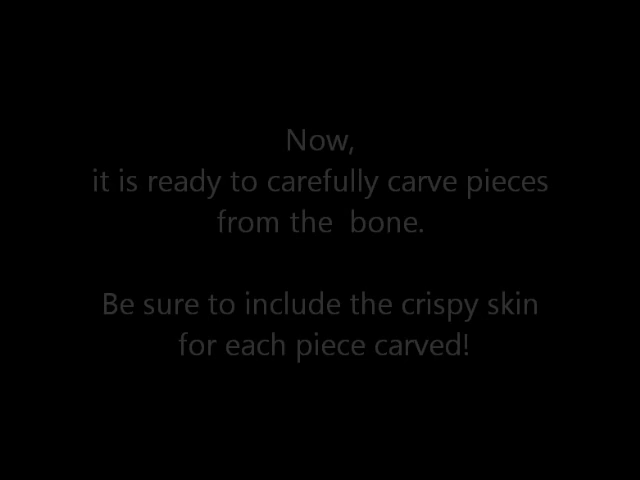 Now,
it is ready to carefully carve pieces
from the  bone.
Be sure to include the crispy skin
for each piece carved!